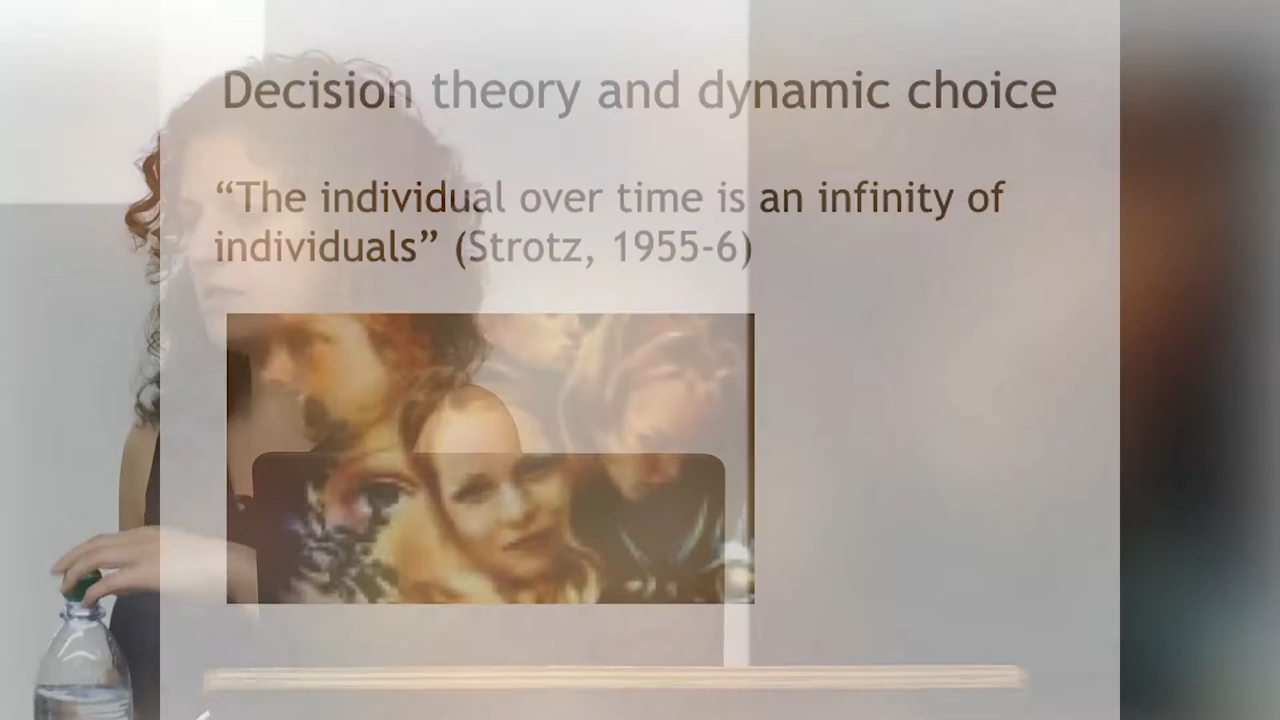 Decision theory and dynamic choice
“The individual over time is an infinity of
individuals” (Strotz, 1955-6)